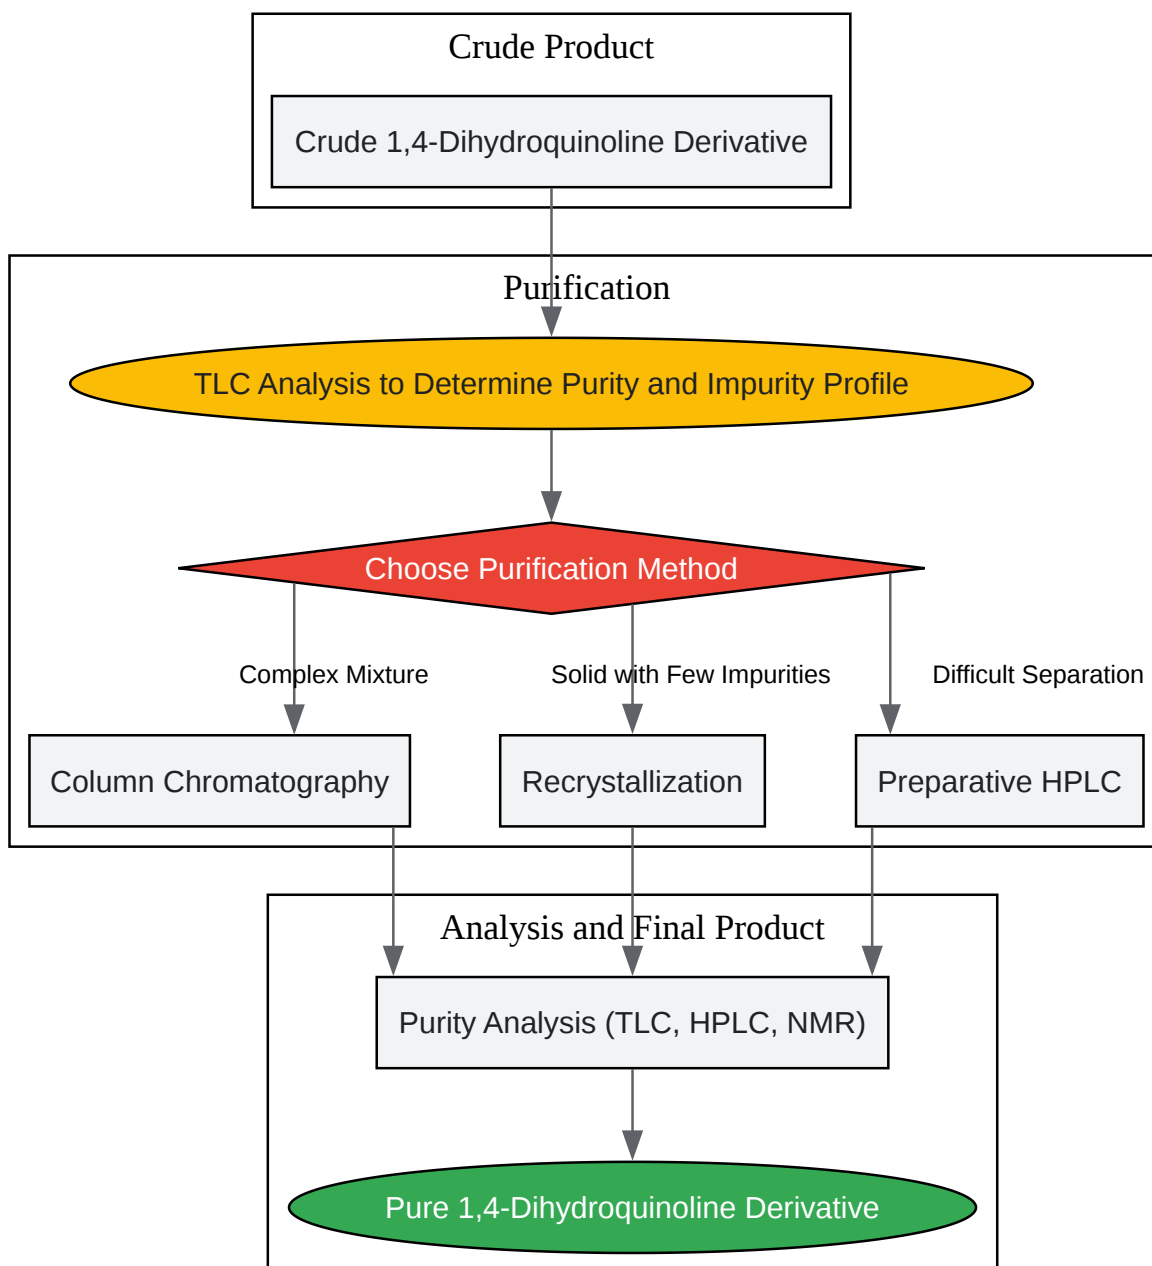 Crude Product
Crude 1,4-Dihydroquinoline Derivative
Purification
TLC Analysis to Determine Purity and Impurity Profile
Choose Purification Method
Complex Mixture
Solid with Few Impurities
Difficult Separation
Column Chromatography
Recrystallization
Preparative HPLC
Analysis and Final Product
Purity Analysis (TLC, HPLC, NMR)
Pure 1,4-Dihydroquinoline Derivative